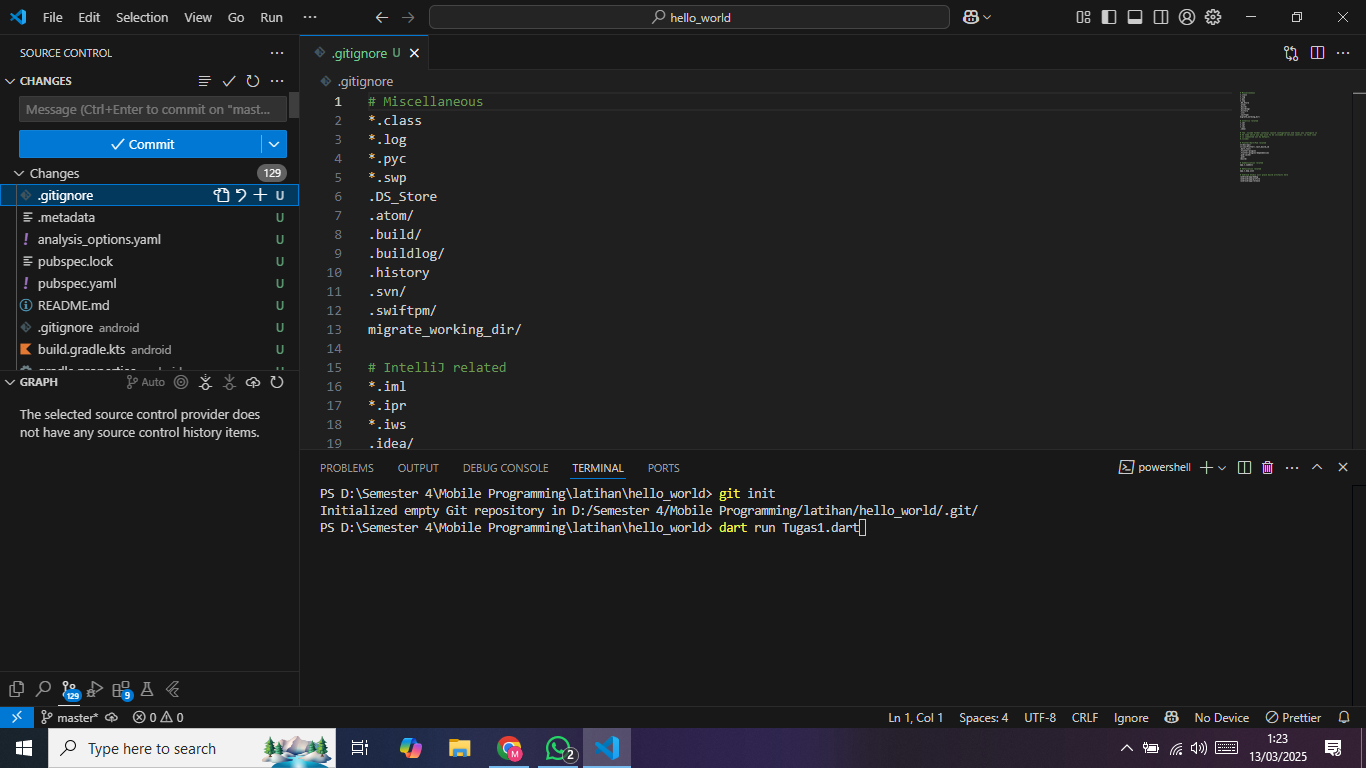 File Edit Selection View Go Run ··· hello_world
SOURCE CONTROL ···
.gitignore U
CHANGES
.gitignore
Message (Ctrl+Enter to commit on "mast...
Commit
Changes 129
.gitignore U
.metadata U
analysis_options.yaml U
pubspec.lock U
pubspec.yaml U
README.md U
.gitignore android U
build.gradle.kts android U
GRAPH Auto
The selected source control provider does
not have any source control history items.
1 # Miscellaneous
2 *.class
3 *.log
4 *.pyc
5 *.swp
6 .DS_Store
7 .atom/
8 .build/
9 .buildlog/
10 .history
11 .svn/
12 .swiftpm/
13 migrate_working_dir/
14
15 # IntelliJ related
16 *.iml
17 *.ipr
18 *.iws
19 .idea/
PROBLEMS OUTPUT DEBUG CONSOLE TERMINAL PORTS powershell
PS D:\Semester 4\Mobile Programming\latihan\hello_world> git init
Initialized empty Git repository in D:/Semester 4/Mobile Programming/latihan/hello_world/.git/
PS D:\Semester 4\Mobile Programming\latihan\hello_world> dart run Tugas1.dart
129 9
master* 0 0 Ln 1, Col 1 Spaces: 4 UTF-8 CRLF Ignore No Device Prettier
Type here to search M 2 1:23
13/03/2025